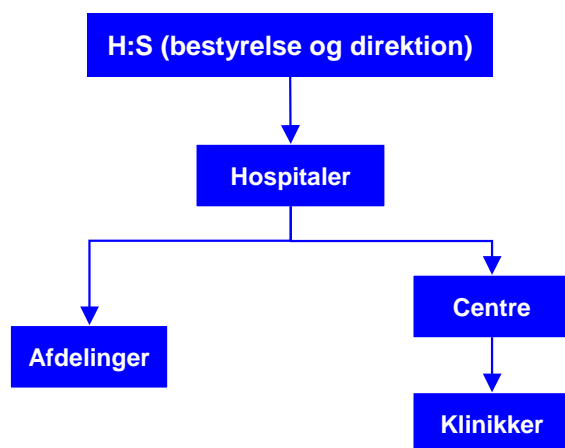 H:S (bestyrelse og direktion)
Hospitaler
Centre
Afdelinger
Klinikker